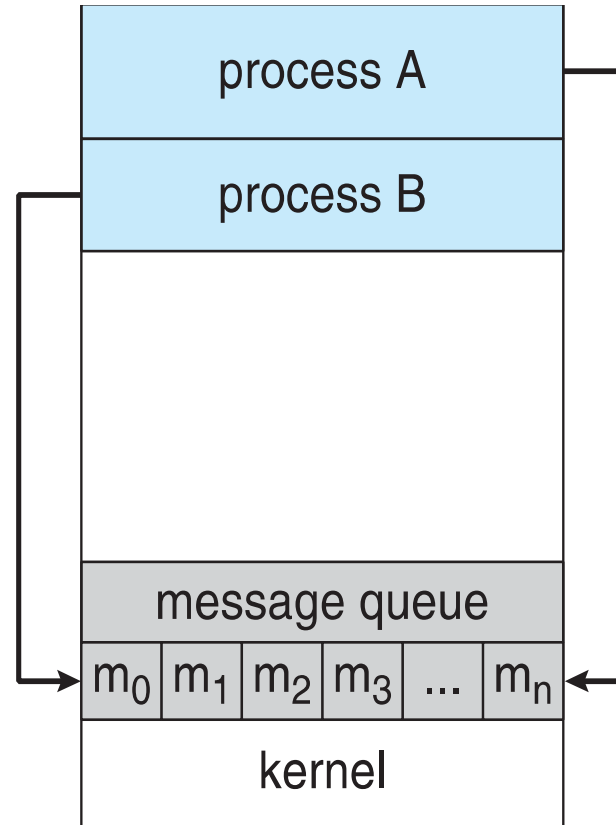 process A
process B
message queue
m₀ m₁ m₂ m₃ ... mₙ
kernel